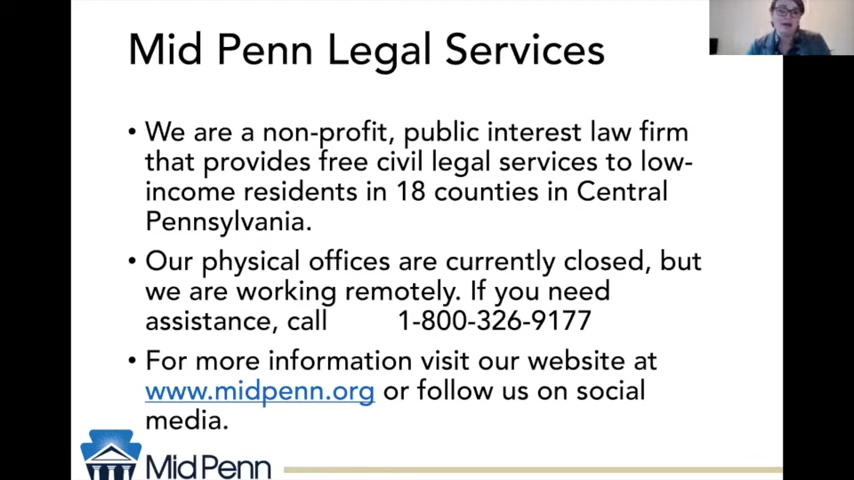 Mid Penn Legal Services
• We are a non-profit, public interest law firm
that provides free civil legal services to low-
income residents in 18 counties in Central
Pennsylvania.
• Our physical offices are currently closed, but
we are working remotely. If you need
assistance, call 1-800-326-9177
• For more information visit our website at
www.midpenn.org or follow us on social
media.
MidPenn